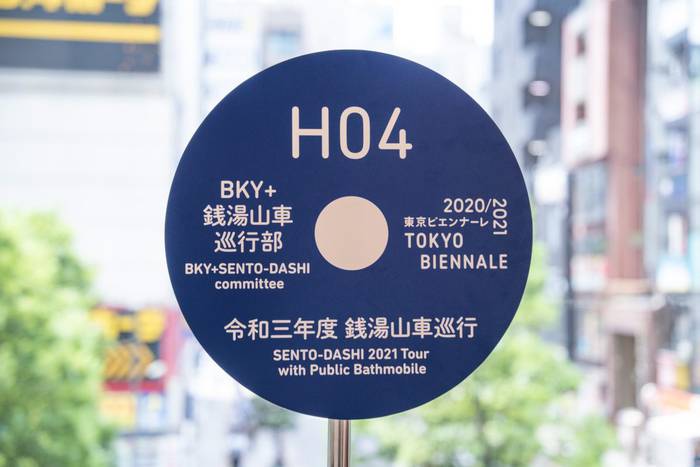 H04
BKY+
銭湯山車
巡行部
BKY+SENTO-DASHI
committee
2020/2021
東京ビエンナーレ
TOKYO
BIENNALE
令和三年度 銭湯山車巡行
SENTO-DASHI 2021 Tour
with Public Bathmobile